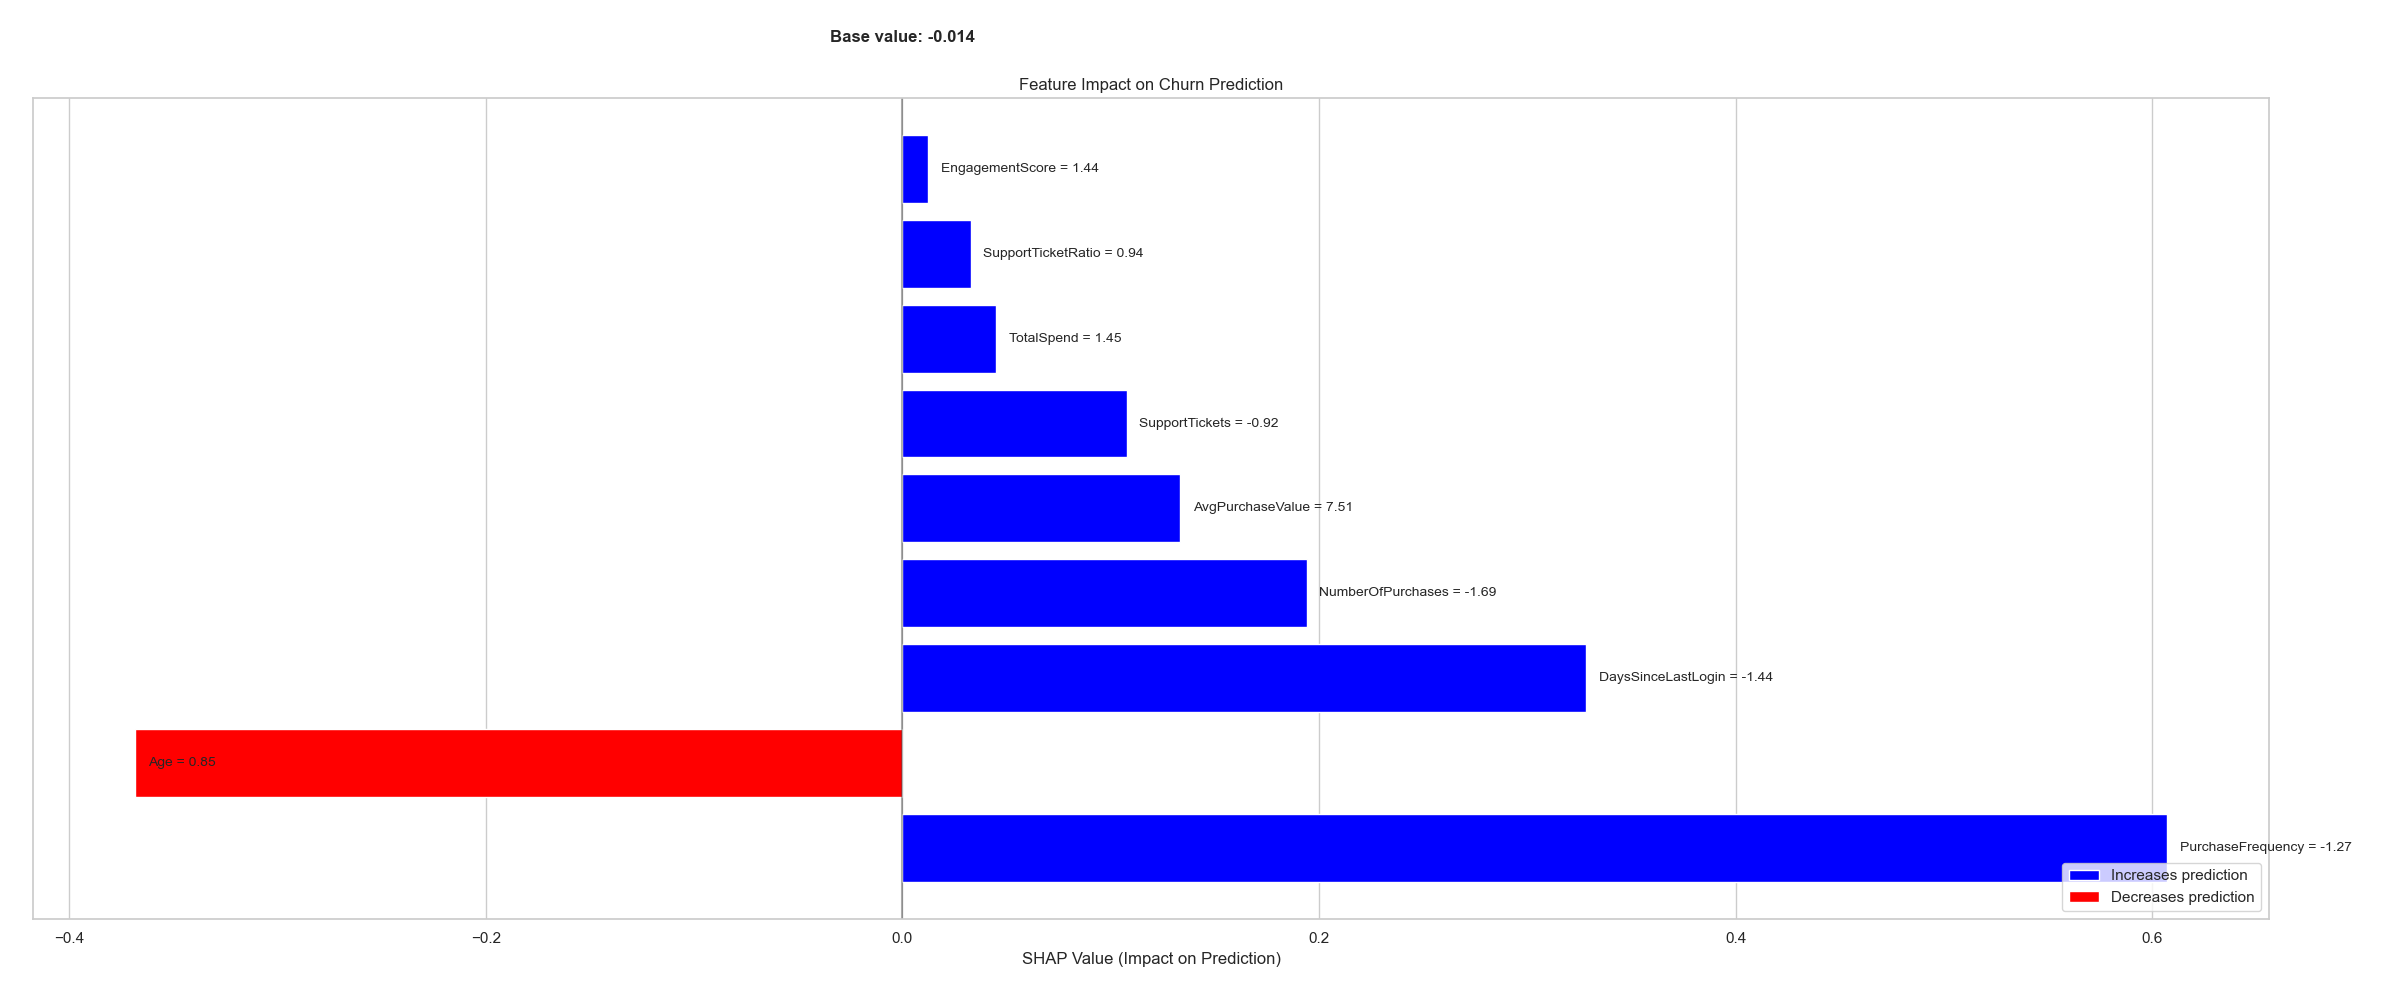 Base value: -0.014
Feature Impact on Churn Prediction
EngagementScore = 1.44
SupportTicketRatio = 0.94
TotalSpend = 1.45
SupportTickets = -0.92
AvgPurchaseValue = 7.51
NumberOfPurchases = -1.69
DaysSinceLastLogin = -1.44
Age = 0.85
PurchaseFrequency = -1.27
Increases prediction
Decreases prediction
−0.4 −0.2 0.0 0.2 0.4 0.6
SHAP Value (Impact on Prediction)